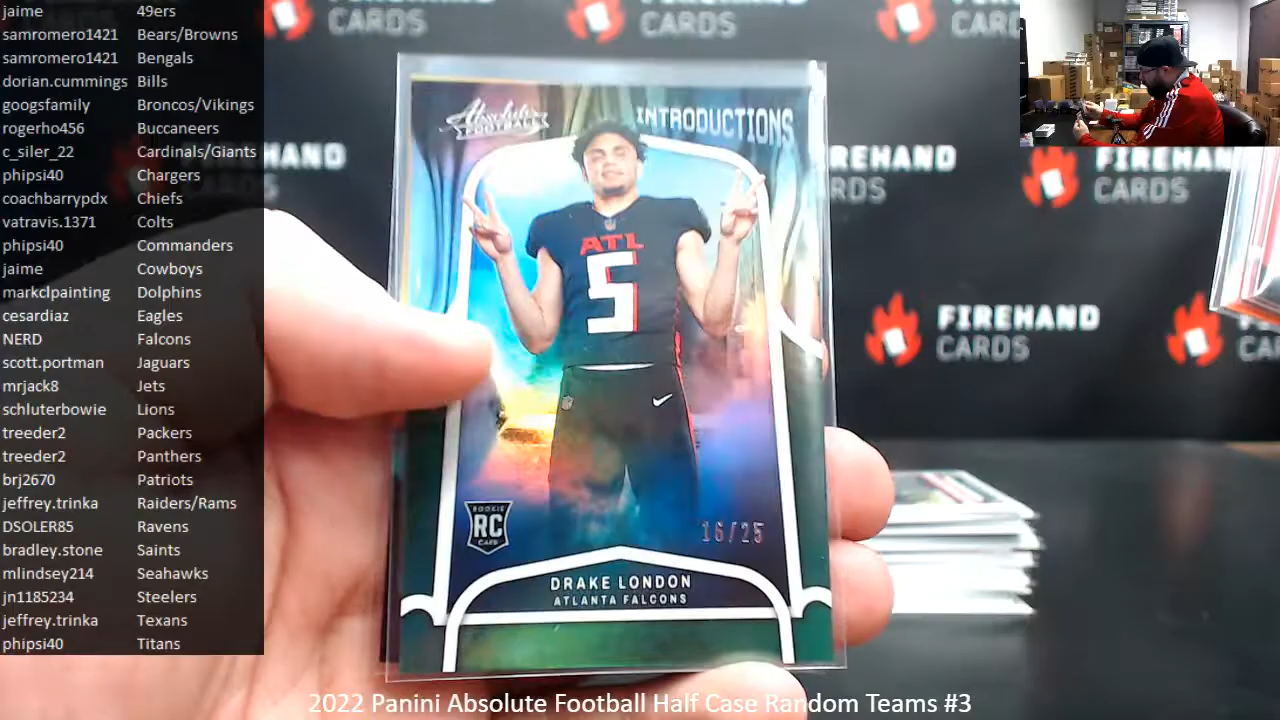 jaime 49ers
samromero1421 Bears/Browns
samromero1421 Bengals
dorian.cummings Bills
googsfamily Broncos/Vikings
rogerho456 Buccaneers
c_siler_22 Cardinals/Giants
phipsi40 Chargers
coachbarrypdx Chiefs
vatravis.1371 Colts
phipsi40 Commanders
jaime Cowboys
markclpainting Dolphins
cesardiaz Eagles
NERD Falcons
scott.portman Jaguars
mrjack8 Jets
schluterbowie Lions
treeder2 Packers
treeder2 Panthers
brj2670 Patriots
jeffrey.trinka Raiders/Rams
DSOLER85 Ravens
bradley.stone Saints
mlindsey214 Seahawks
jn1185234 Steelers
jeffrey.trinka Texans
phipsi40 Titans
CARDS
CARDS
Absolute
FOOTBALL
INTRODUCTIONS
ATL
5
ROOKIE
RC
CARD
16/25
DRAKE LONDON
ATLANTA FALCONS
FIREHAND
CARDS
FIREHAND
CARDS
2022 Panini Absolute Football Half Case Random Teams #3